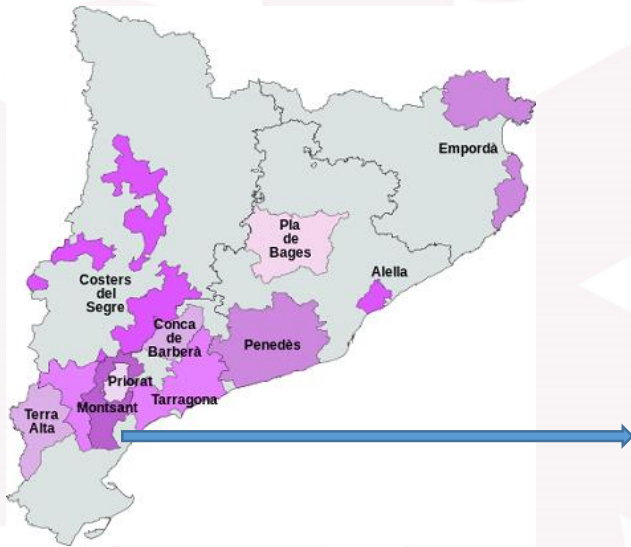 Empordà
Pla
de
Bages
Alella
Costers
del
Segre
Conca
de
Barberà
Penedès
Priorat
Tarragona
Montsant
Terra
Alta